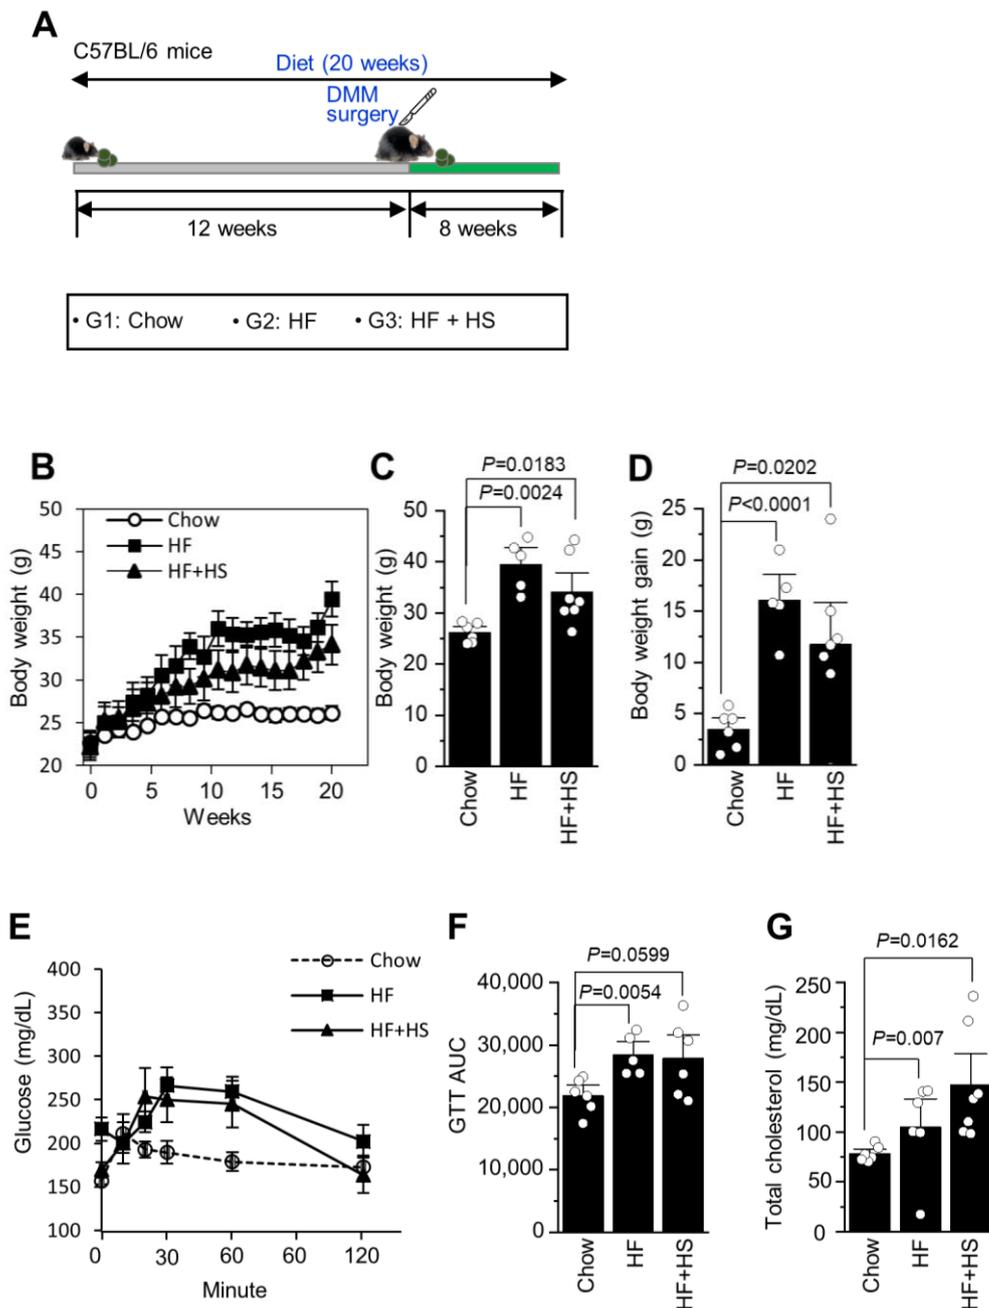 A
C57BL/6 mice
Diet (20 weeks)
DMM
surgery
12 weeks
8 weeks
• G1: Chow • G2: HF • G3: HF + HS
B
Body weight (g)
50
45
40
35
30
25
20
Chow
HF
HF+HS
0 5 10 15 20
Weeks
C
P=0.0183
P=0.0024
Body weight (g)
50
40
30
20
10
0
Chow
HF
HF+HS
D
P=0.0202
P<0.0001
Body weight gain (g)
25
20
15
10
5
0
Chow
HF
HF+HS
E
Glucose (mg/dL)
400
350
300
250
200
150
100
Chow
HF
HF+HS
0 30 60 60 120
Minute
F
P=0.0599
P=0.0054
GTT AUC
40,000
30,000
20,000
10,000
0
Chow
HF
HF+HS
G
P=0.0162
P=0.007
Total cholesterol (mg/dL)
250
200
150
100
50
0
Chow
HF
HF+HS